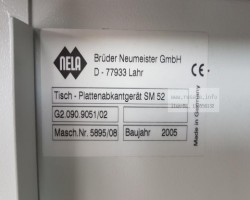 NELA
Brüder Neumeister GmbH
D - 77933 Lahr
CE
Tisch - Plattenabkantgerät SM 52
G2.090.9051/02
Masch.Nr. 5895/08
Baujahr 2005
Made in Germany